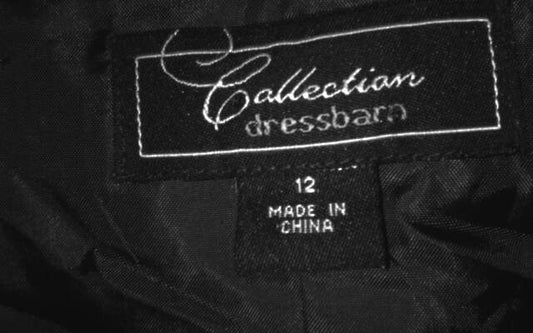 Collection
dressbarn
12
MADE IN
CHINA